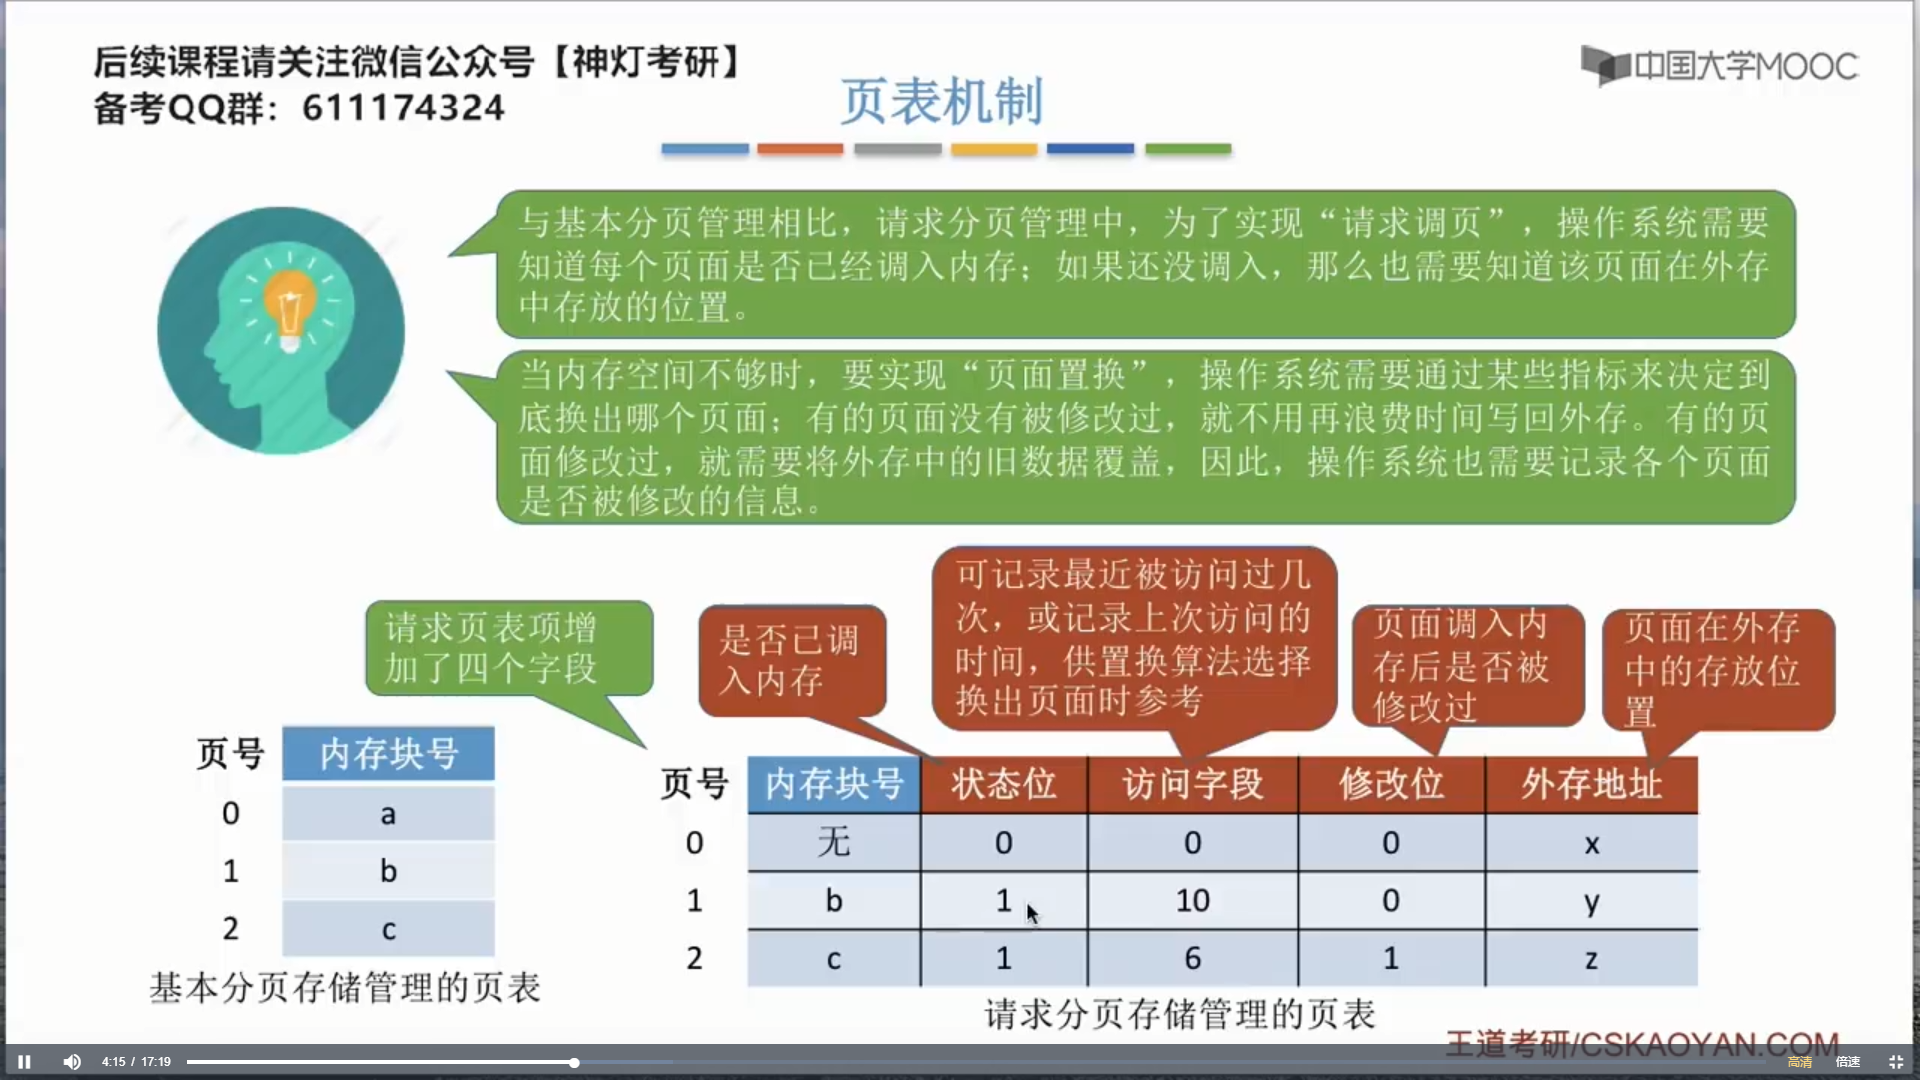 后续课程请关注微信公众号【神灯考研】
备考QQ群：611174324
中国大学MOOC
页表机制
与基本分页管理相比，请求分页管理中，为了实现“请求调页”，操作系统需要
知道每个页面是否已经调入内存；如果还没调入，那么也需要知道该页面在外存
中存放的位置。
当内存空间不够时，要实现“页面置换”，操作系统需要通过某些指标来决定到
底换出哪个页面；有的页面没有被修改过，就不用再浪费时间写回外存。有的页
面修改过，就需要将外存中的旧数据覆盖，因此，操作系统也需要记录各个页面
是否被修改的信息。
请求页表项增
加了四个字段
是否已调
入内存
可记录最近被访问过几
次，或记录上次访问的
时间，供置换算法选择
换出页面时参考
页面调入内
存后是否被
修改过
页面在外存
中的存放位
置
页号 内存块号
0 a
1 b
2 c
基本分页存储管理的页表
页号 内存块号 状态位 访问字段 修改位 外存地址
0 无 0 0 0 x
1 b 1 10 0 y
2 c 1 6 1 z
请求分页存储管理的页表
王道考研/CSKAOYAN.COM
4:15 / 17:19
高清 倍速